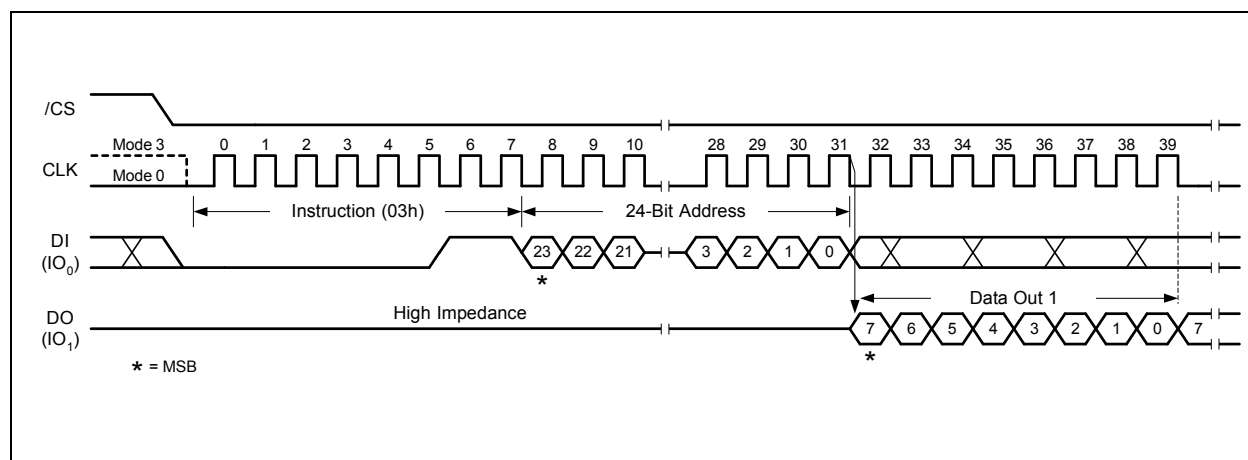 /CS
Mode 3
0 1 2 3 4 5 6 7 8 9 10 28 29 30 31 32 33 34 35 36 37 38 39
CLK
Mode 0
Instruction (03h)
24-Bit Address
DI
(IO0)
23 22 21 3 2 1 0
*
Data Out 1
High Impedance
DO
(IO1)
7 6 5 4 3 2 1 0 7
*
* = MSB